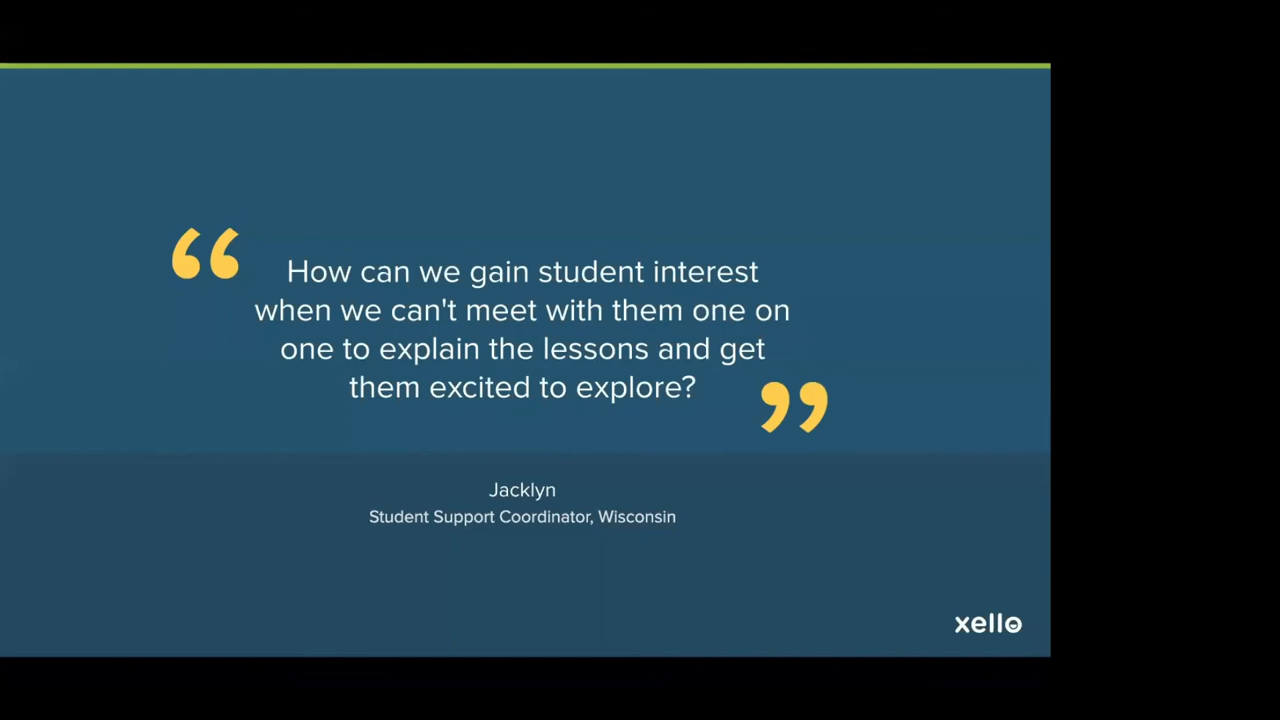 “
How can we gain student interest
when we can't meet with them one on
one to explain the lessons and get
them excited to explore?
”
Jacklyn
Student Support Coordinator, Wisconsin
xello